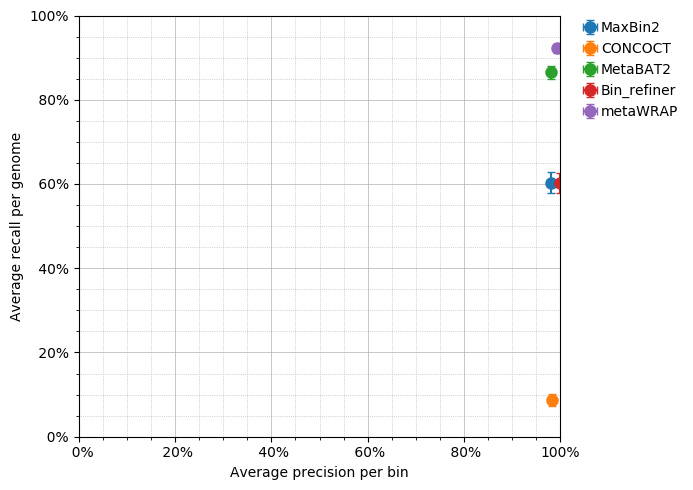 100%
80%
60%
40%
20%
0%
0%
20%
40%
60%
80%
100%
Average recall per genome
Average precision per bin
MaxBin2
CONCOCT
MetaBAT2
Bin_refiner
metaWRAP